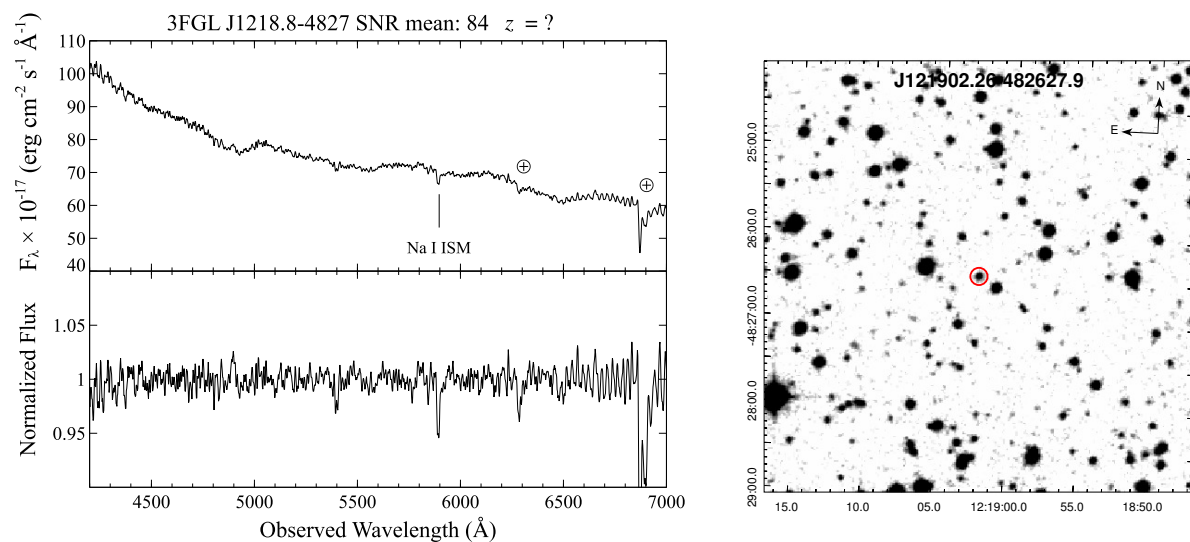 3FGL J1218.8-4827 SNR mean: 84 z = ?
F_λ × 10⁻¹⁷ (erg cm⁻² s⁻¹ Å⁻¹)
110
100
90
80
70
60
50
40
Na I ISM
Normalized Flux
1.05
1
0.95
4500 5000 5500 6000 6500 7000
Observed Wavelength (Å)
J121902.26-482627.9
N
E
25:00.0
26:00.0
-48:27:00.0
28:00.0
29:00.0
15.0 10.0 05.0 12:19:00.0 55.0 18:50.0